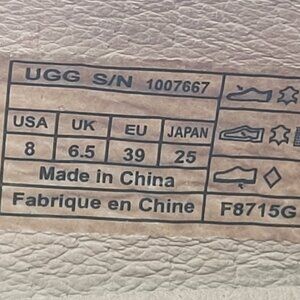 UGG S/N 1007667
USA UK EU JAPAN
8 6.5 39 25
Made in China
Fabrique en Chine F8715G